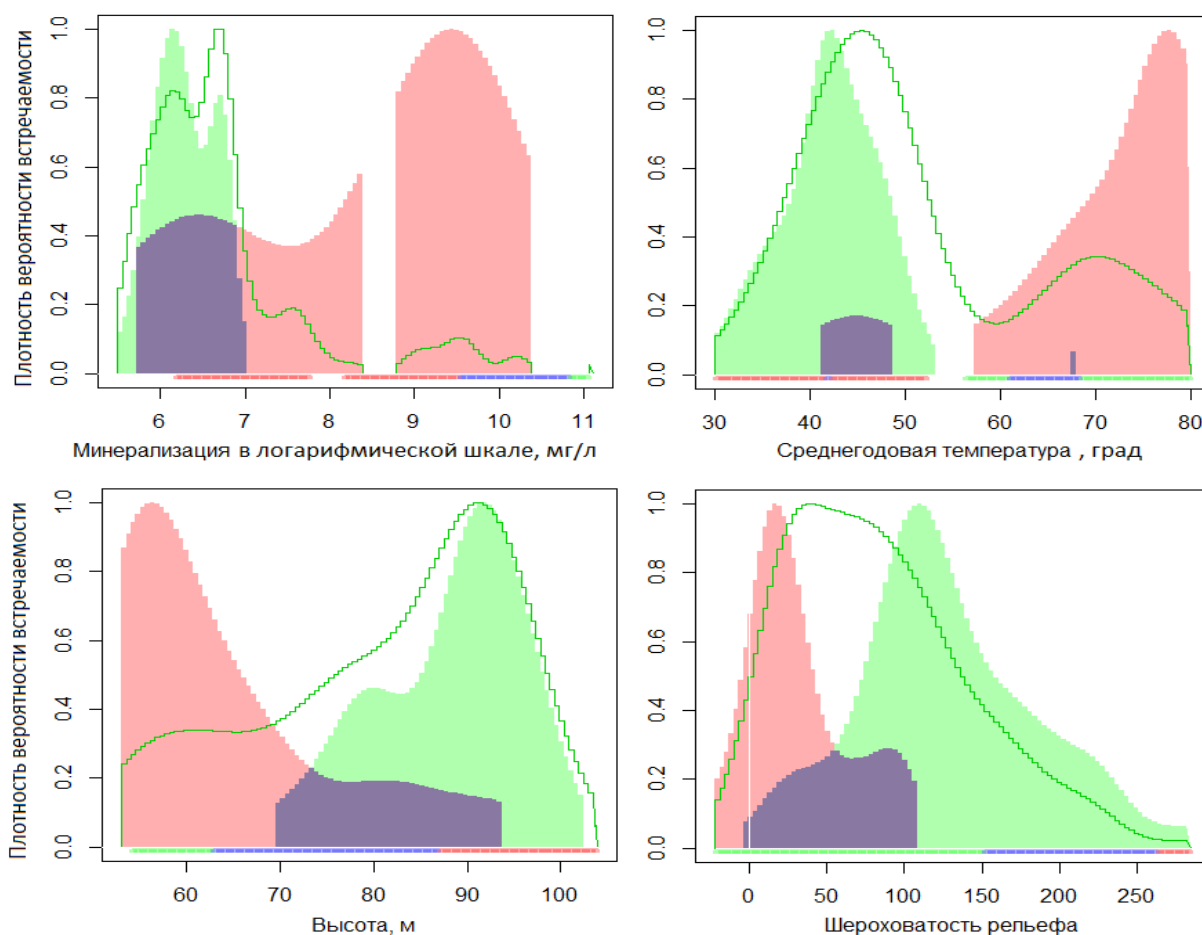 Плотность вероятности встречаемости
1.0
0.8
0.6
0.4
0.2
0.0
6 7 8 9 10 11
Минерализация в логарифмической шкале, мг/л
1.0
0.8
0.6
0.4
0.2
0.0
30 40 50 60 70 80
Среднегодовая температура , град
Плотность вероятности встречаемости
1.0
0.8
0.6
0.4
0.2
0.0
60 70 80 90 100
Высота, м
1.0
0.8
0.6
0.4
0.2
0.0
0 50 100 150 200 250
Шероховатость рельефа